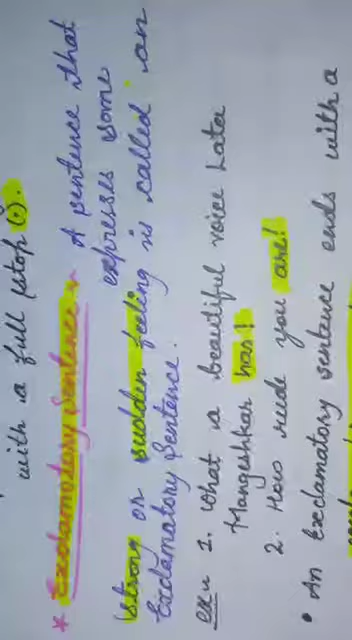 with a full stop (.).
* Exclamatory Sentence ~ A sentence that
expresses some
strong or sudden feeling is called an
Exclamatory Sentence.
exu 1. What a beautiful voice Lata
Mangeshkar has!
2. How rude you are!
• An Exclamatory sentence ends with a